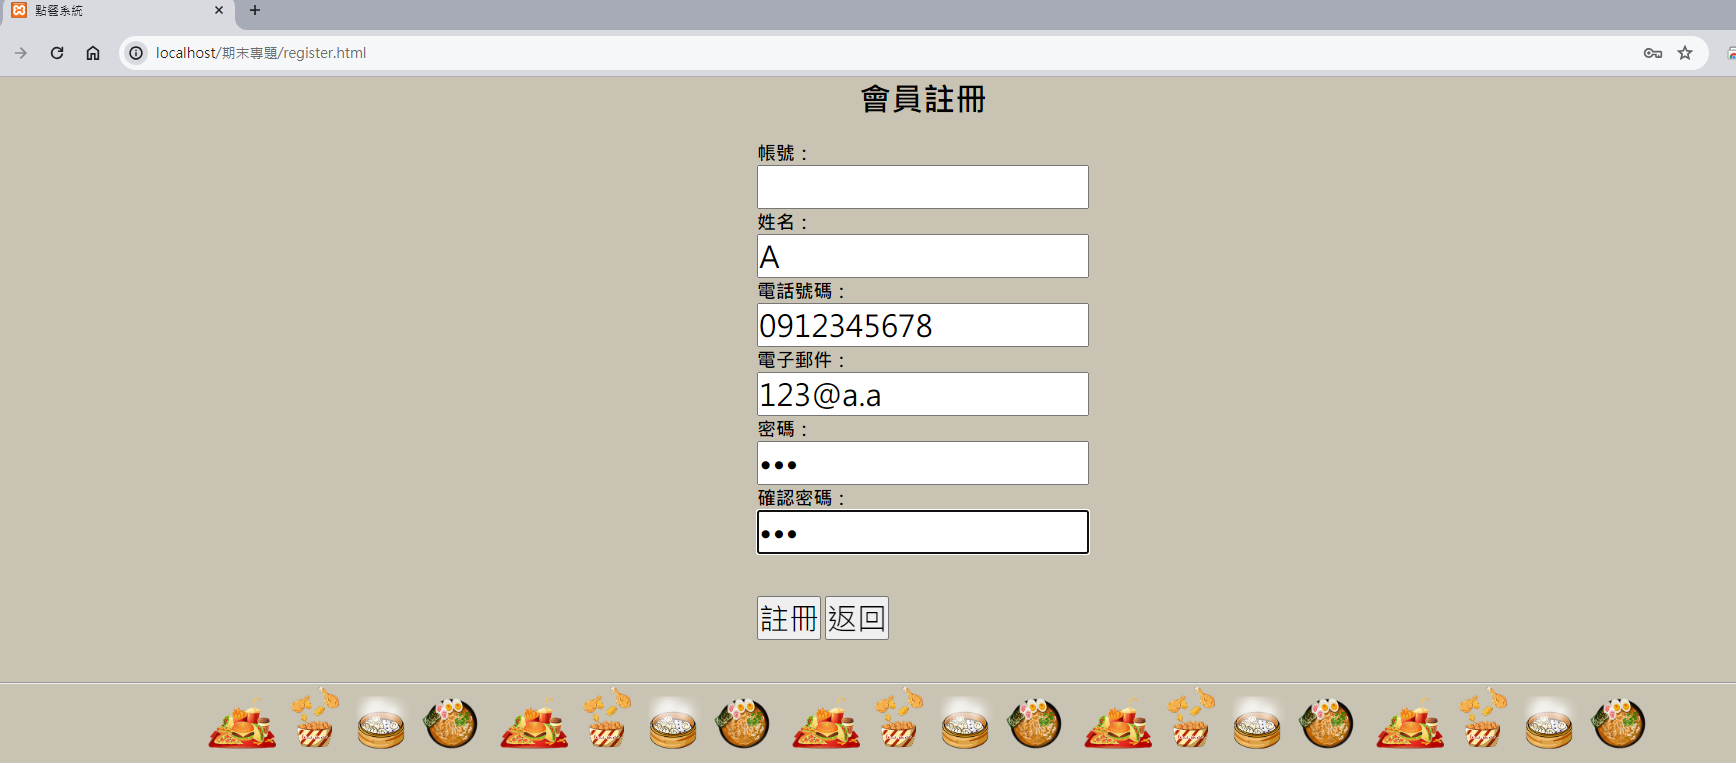 點餐系統
localhost/期末專題/register.html
會員註冊
帳號：
姓名：
A
電話號碼：
0912345678
電子郵件：
123@a.a
密碼：
•••
確認密碼：
•••
註冊 返回